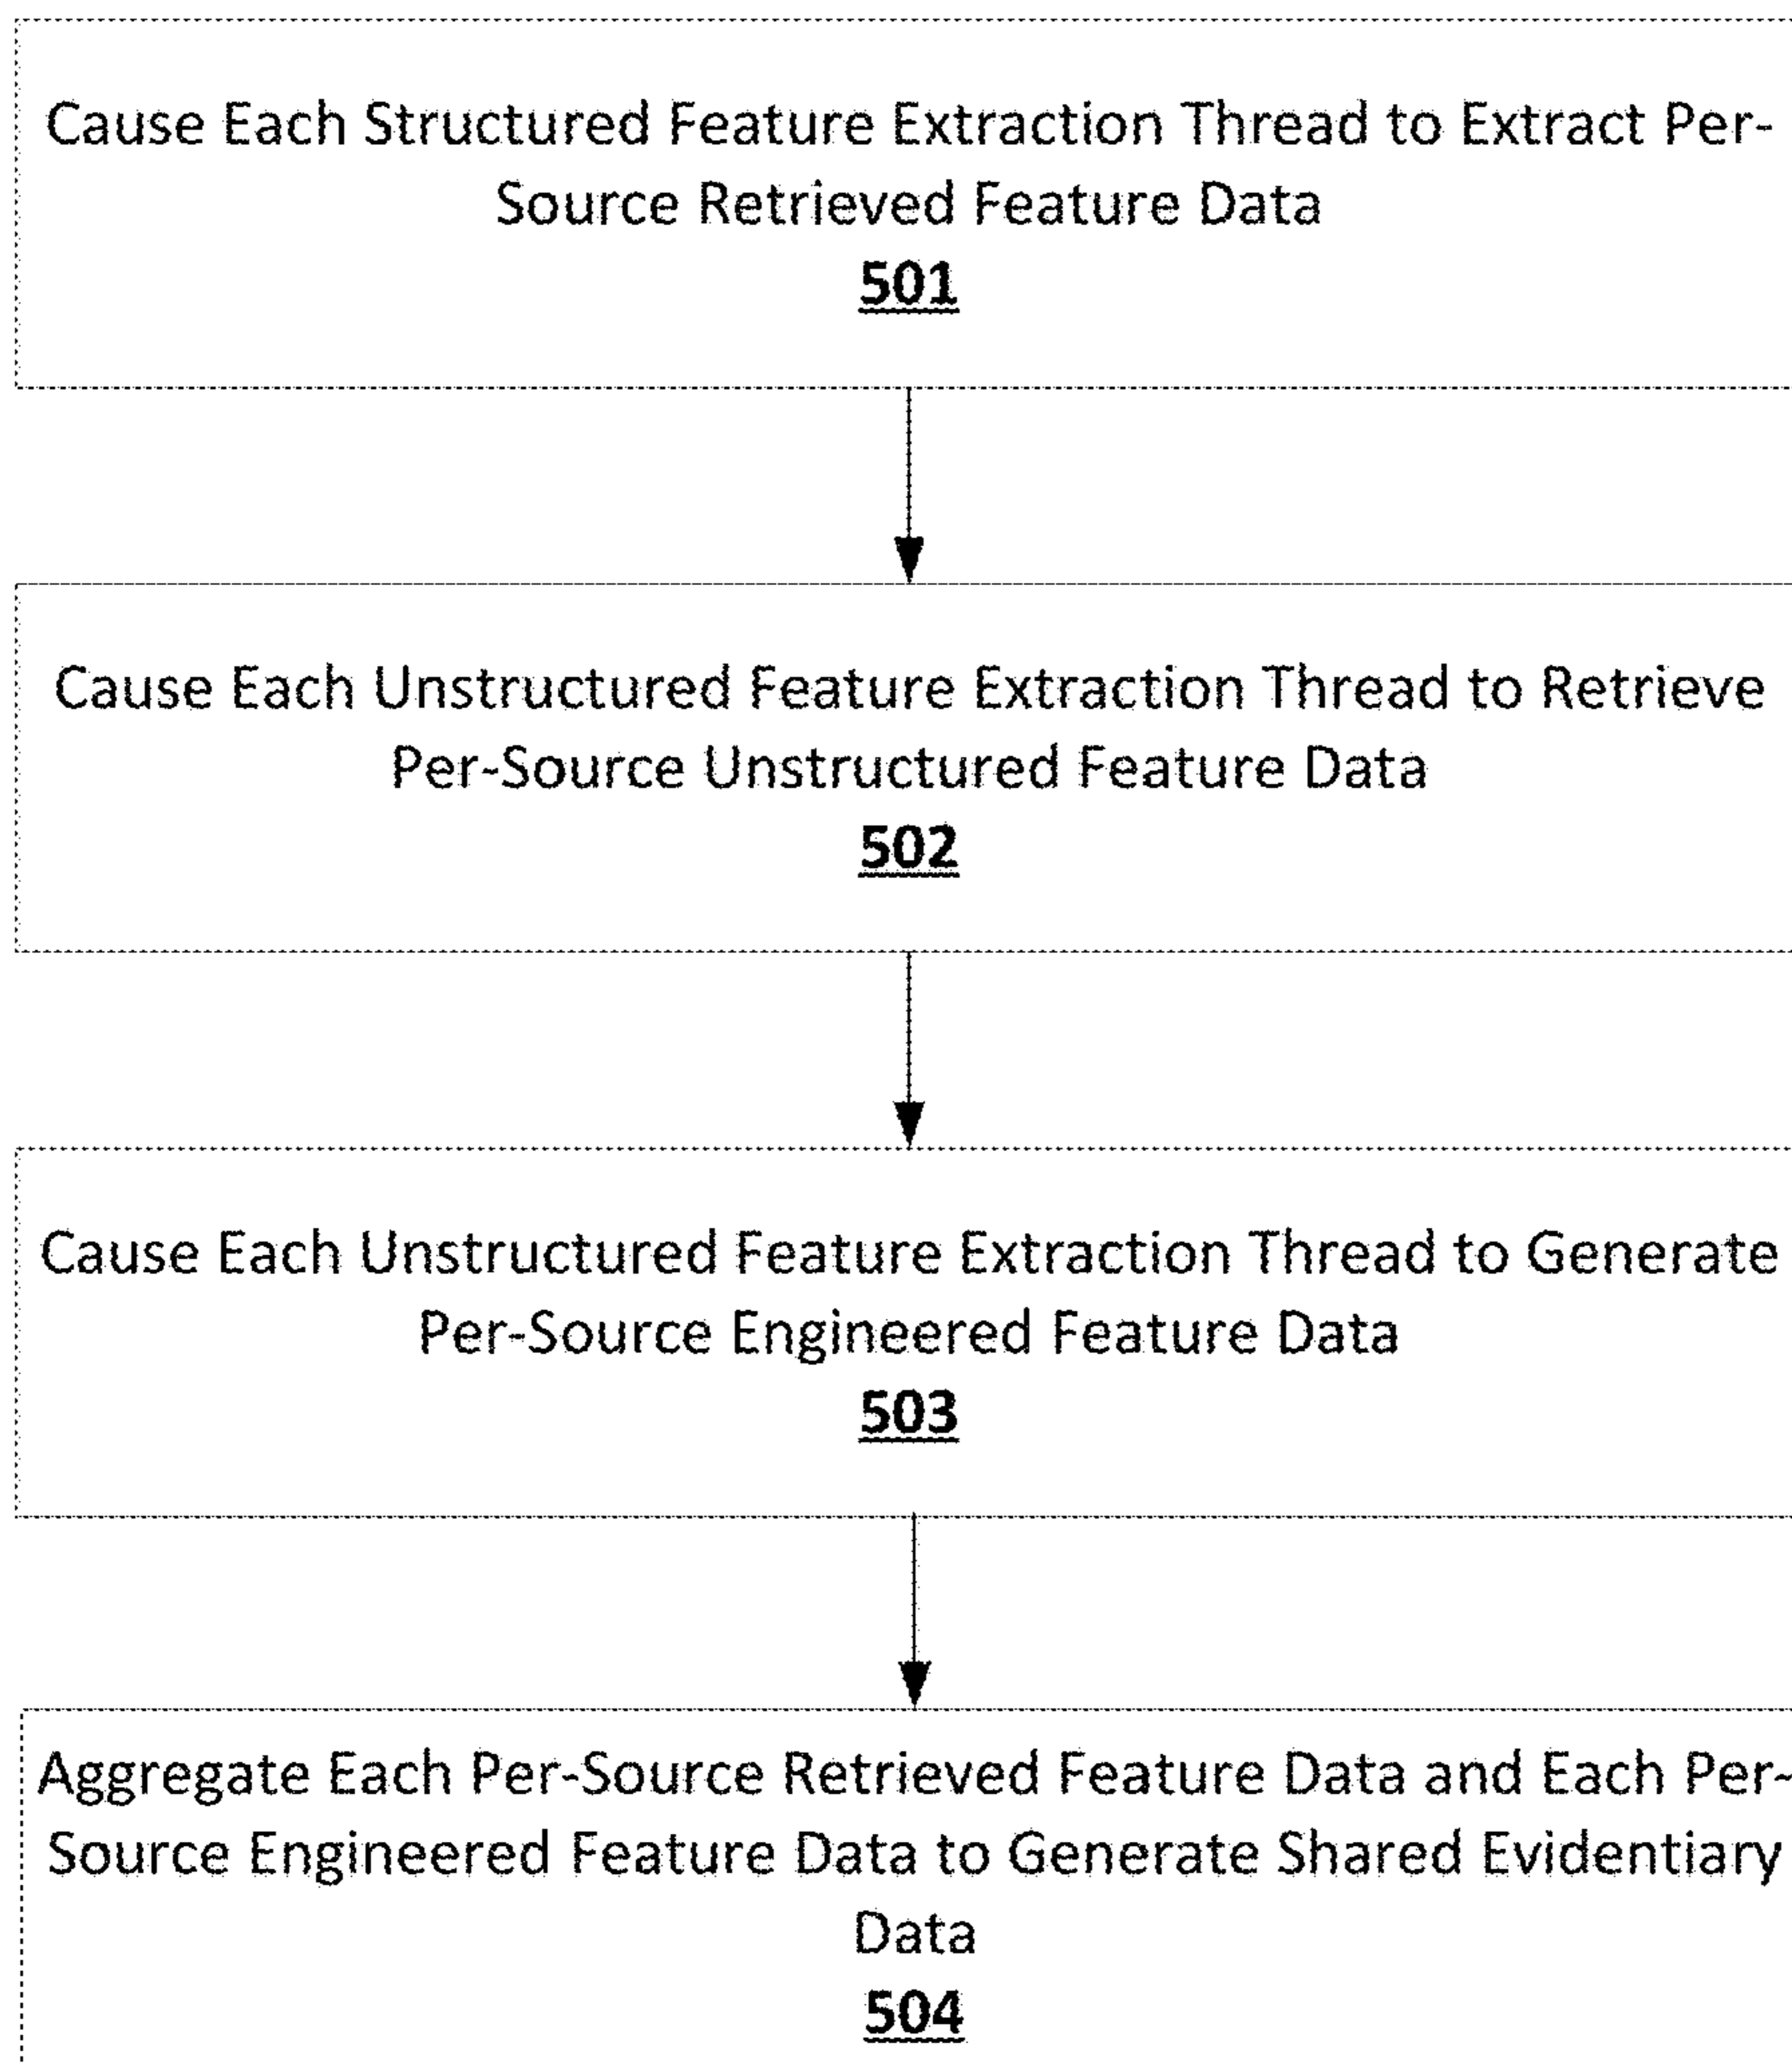 Cause Each Structured Feature Extraction Thread to Extract Per-
Source Retrieved Feature Data
501
Cause Each Unstructured Feature Extraction Thread to Retrieve
Per-Source Unstructured Feature Data
502
Cause Each Unstructured Feature Extraction Thread to Generate
Per-Source Engineered Feature Data
503
Aggregate Each Per-Source Retrieved Feature Data and Each Per-
Source Engineered Feature Data to Generate Shared Evidentiary
Data
504